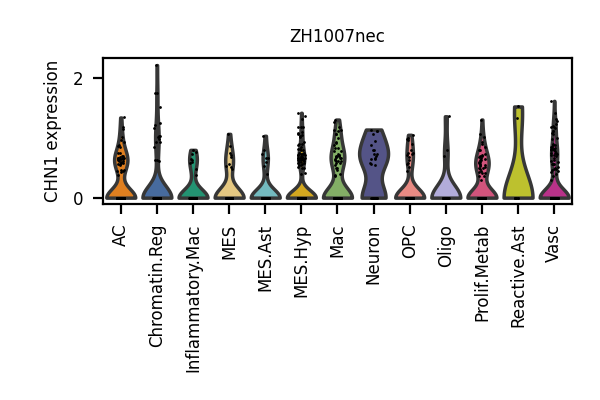 ZH1007nec
CHN1 expression
2
0
AC
Chromatin.Reg
Inflammatory.Mac
MES
MES.Ast
MES.Hyp
Mac
Neuron
OPC
Oligo
Prolif.Metab
Reactive.Ast
Vasc